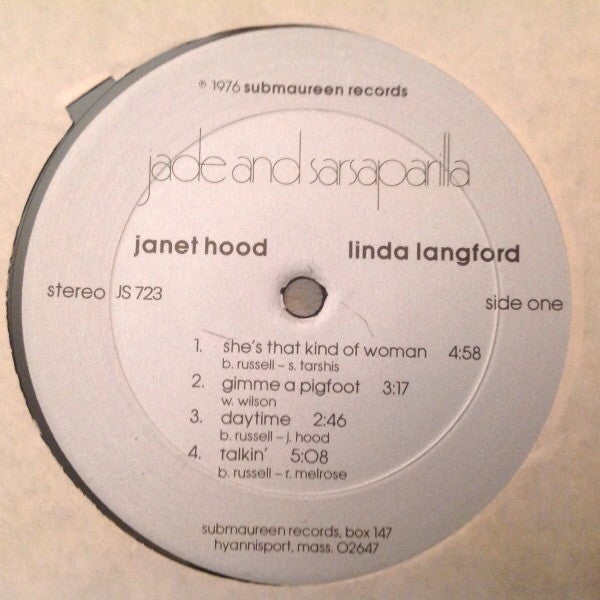 ℗ 1976 submaureen records
jade and sarsaparilla
janet hood linda langford
stereo JS 723 side one
1. she's that kind of woman 4:58
b. russell – s. tarshis
2. gimme a pigfoot 3:17
w. wilson
3. daytime 2:46
b. russell – j. hood
4. talkin' 5:08
b. russell – r. melrose
submaureen records, box 147
hyannisport, mass. 02647